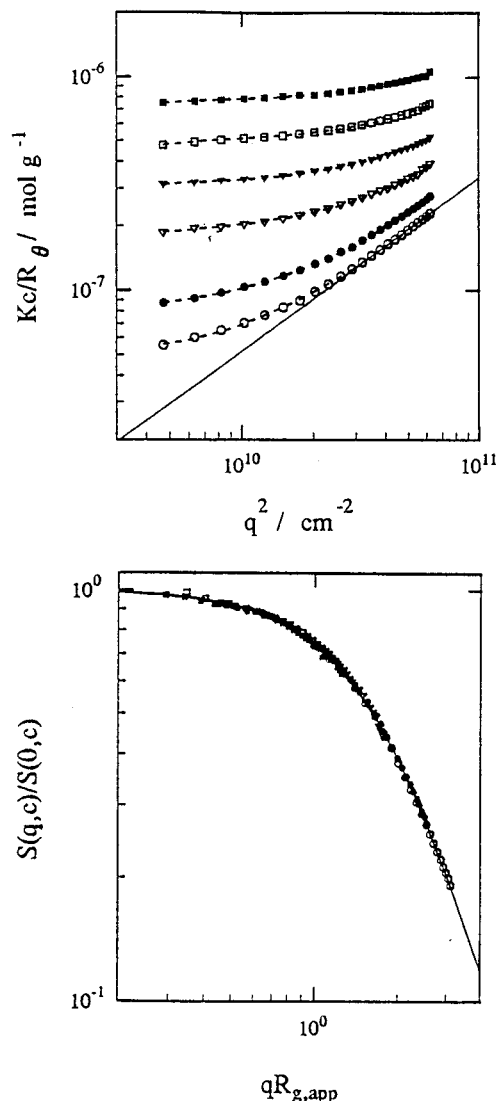 10⁻⁶
10⁻⁷
Kc/R_θ / mol g⁻¹
10¹⁰
10¹¹
q² / cm⁻²
10⁰
10⁻¹
S(q,c)/S(0,c)
10⁰
qR_g,app